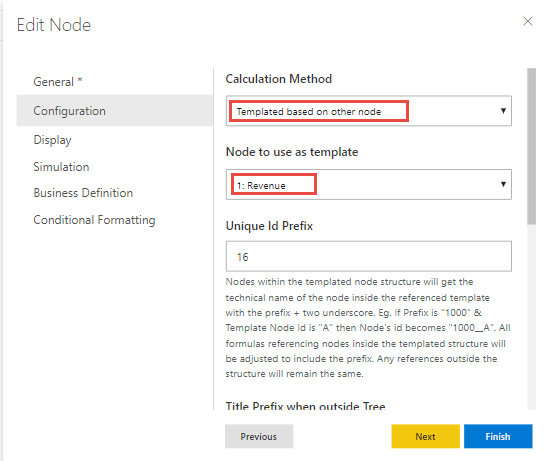 Edit Node
General *
Configuration
Display
Simulation
Business Definition
Conditional Formatting
Calculation Method
Templated based on other node
Node to use as template
1: Revenue
Unique Id Prefix
16
Nodes within the templated node structure will get the
technical name of the node inside the referenced template
with the prefix + two underscore. Eg. If Prefix is "1000" &
Template Node Id is "A" then Node's id becomes "1000__A". All
formulas referencing nodes inside the templated structure will
be adjusted to include the prefix. Any references outside the
structure will remain the same.
Title Prefix when outside Tree
Previous
Next
Finish